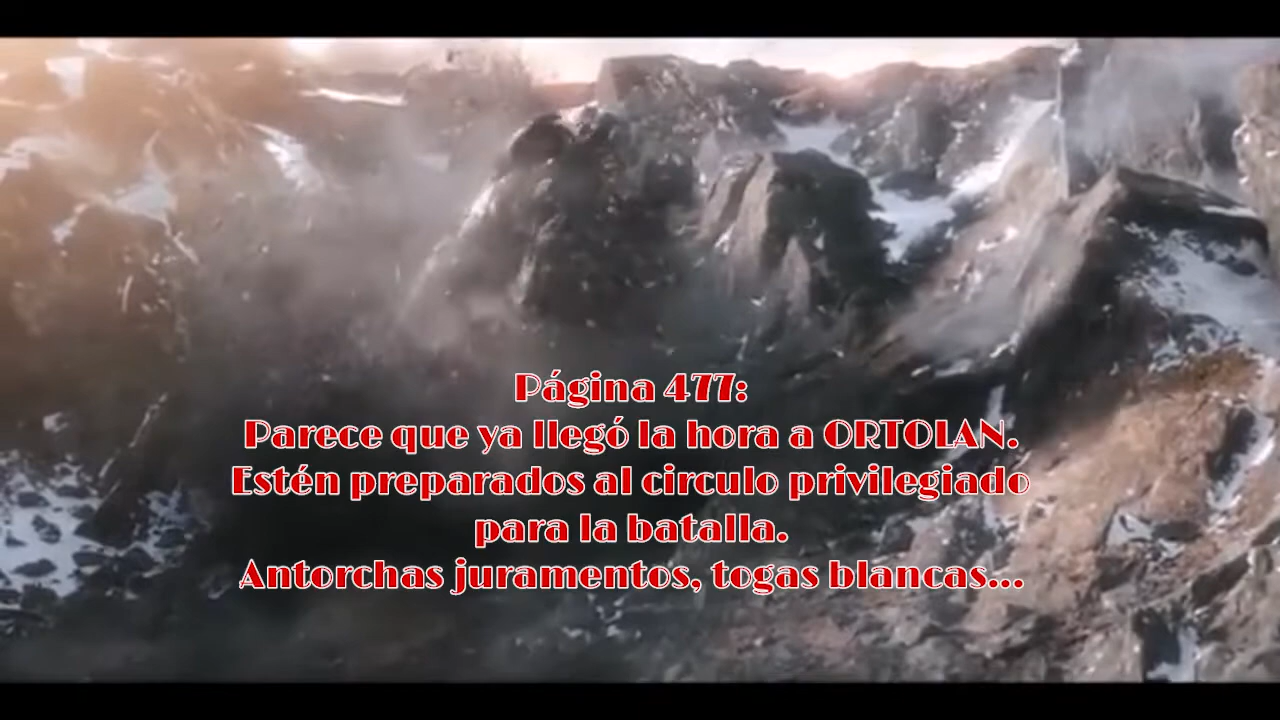 Página 477:
Parece que ya llegó la hora a ORTOLAN.
Estén preparados al circulo privilegiado
para la batalla.
Antorchas juramentos, togas blancas...